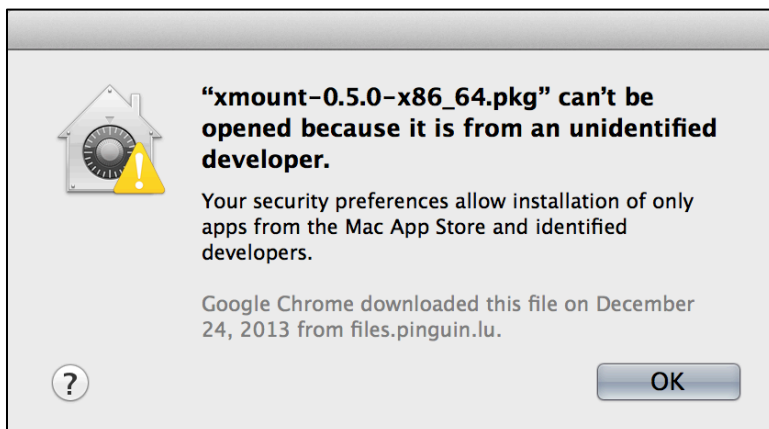 “xmount-0.5.0-x86_64.pkg” can’t be
opened because it is from an unidentified
developer.
Your security preferences allow installation of only
apps from the Mac App Store and identified
developers.
Google Chrome downloaded this file on December
24, 2013 from files.pinguin.lu.
?
OK